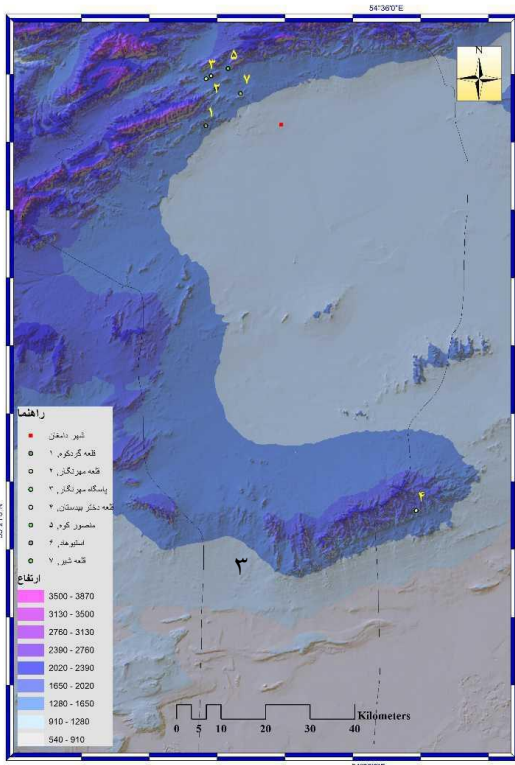 54°36'0"E
N
۵
۳
۷
۲
۱
۴
۳
راهنما
شهر دامغان
قلعه گردکوه, ۱
قلعه مهرنگار, ۲
پاسگاه مهرنگار, ۳
قلعه دختر بیدستان, ۴
منصور کوه, ۵
قلعه شیر, ۷
ارتفاع
3500 - 3870
3130 - 3500
2760 - 3130
2390 - 2760
2020 - 2390
1650 - 2020
1280 - 1650
910 - 1280
540 - 910
0 5 10 20 30 40
Kilometers